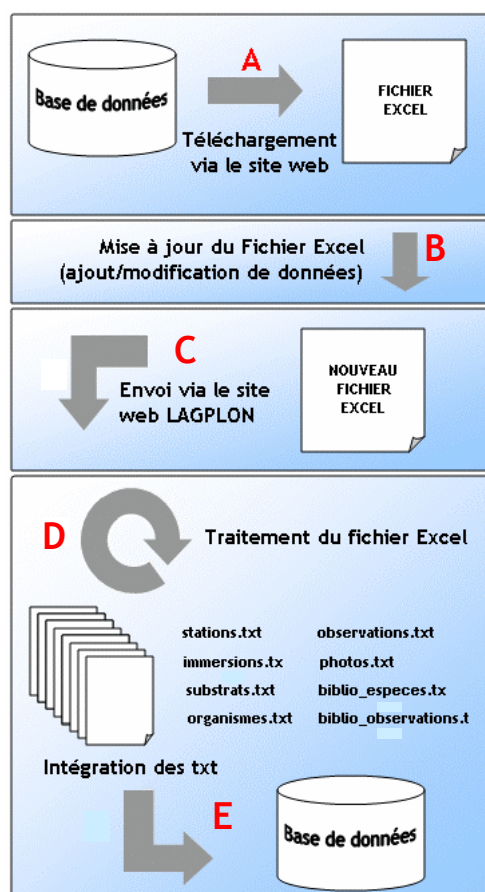 Base de données
A
FICHIER
EXCEL
Téléchargement
via le site web
Mise à jour du Fichier Excel
(ajout/modification de données)
B
C
Envoi via le site
web LAGPLON
NOUVEAU
FICHIER
EXCEL
D
Traitement du fichier Excel
stations.txt
observations.txt
immersions.tx
photos.txt
substrats.txt
biblio_especes.tx
organismes.txt
biblio_observations.t
Intégration des txt
E
Base de données